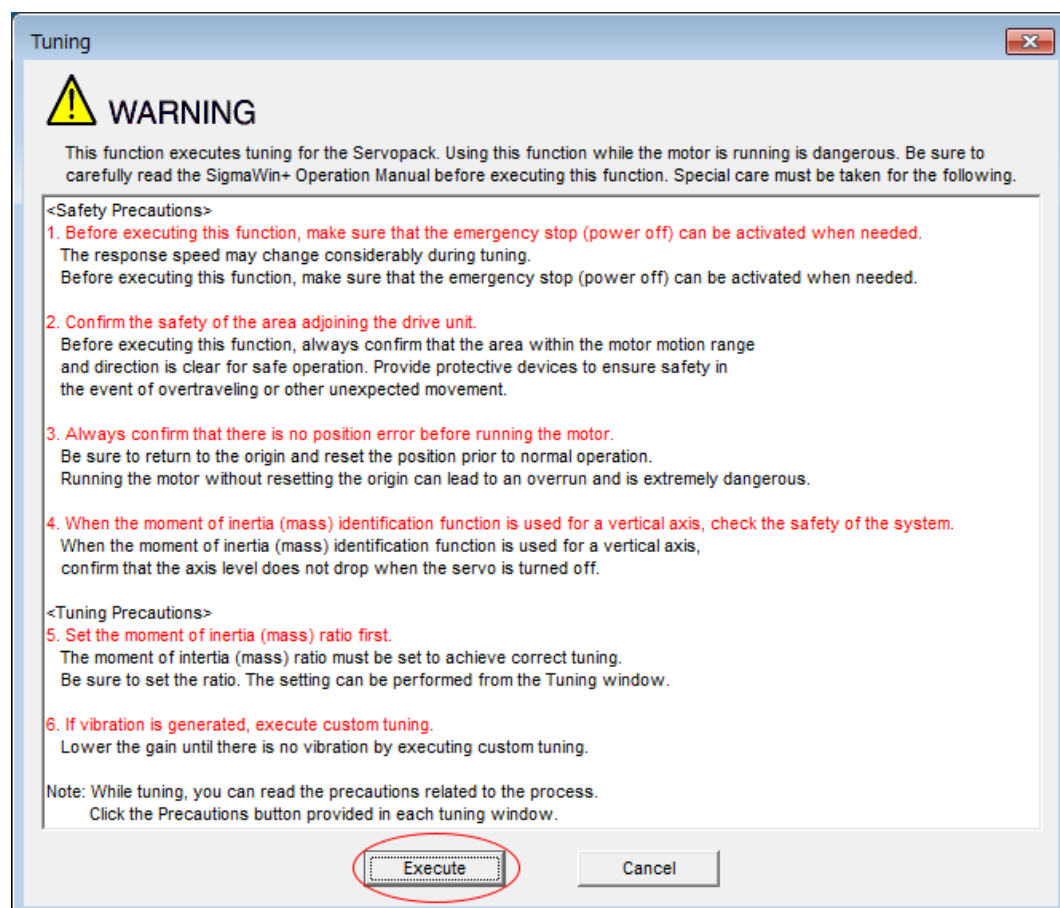 Tuning
WARNING
This function executes tuning for the Servopack. Using this function while the motor is running is dangerous. Be sure to
carefully read the SigmaWin+ Operation Manual before executing this function. Special care must be taken for the following.
<Safety Precautions>
1. Before executing this function, make sure that the emergency stop (power off) can be activated when needed.
The response speed may change considerably during tuning.
Before executing this function, make sure that the emergency stop (power off) can be activated when needed.
2. Confirm the safety of the area adjoining the drive unit.
Before executing this function, always confirm that the area within the motor motion range
and direction is clear for safe operation. Provide protective devices to ensure safety in
the event of overtraveling or other unexpected movement.
3. Always confirm that there is no position error before running the motor.
Be sure to return to the origin and reset the position prior to normal operation.
Running the motor without resetting the origin can lead to an overrun and is extremely dangerous.
4. When the moment of inertia (mass) identification function is used for a vertical axis, check the safety of the system.
When the moment of inertia (mass) identification function is used for a vertical axis,
confirm that the axis level does not drop when the servo is turned off.
<Tuning Precautions>
5. Set the moment of inertia (mass) ratio first.
The moment of intertia (mass) ratio must be set to achieve correct tuning.
Be sure to set the ratio. The setting can be performed from the Tuning window.
6. If vibration is generated, execute custom tuning.
Lower the gain until there is no vibration by executing custom tuning.
Note: While tuning, you can read the precautions related to the process.
Click the Precautions button provided in each tuning window.
Execute
Cancel